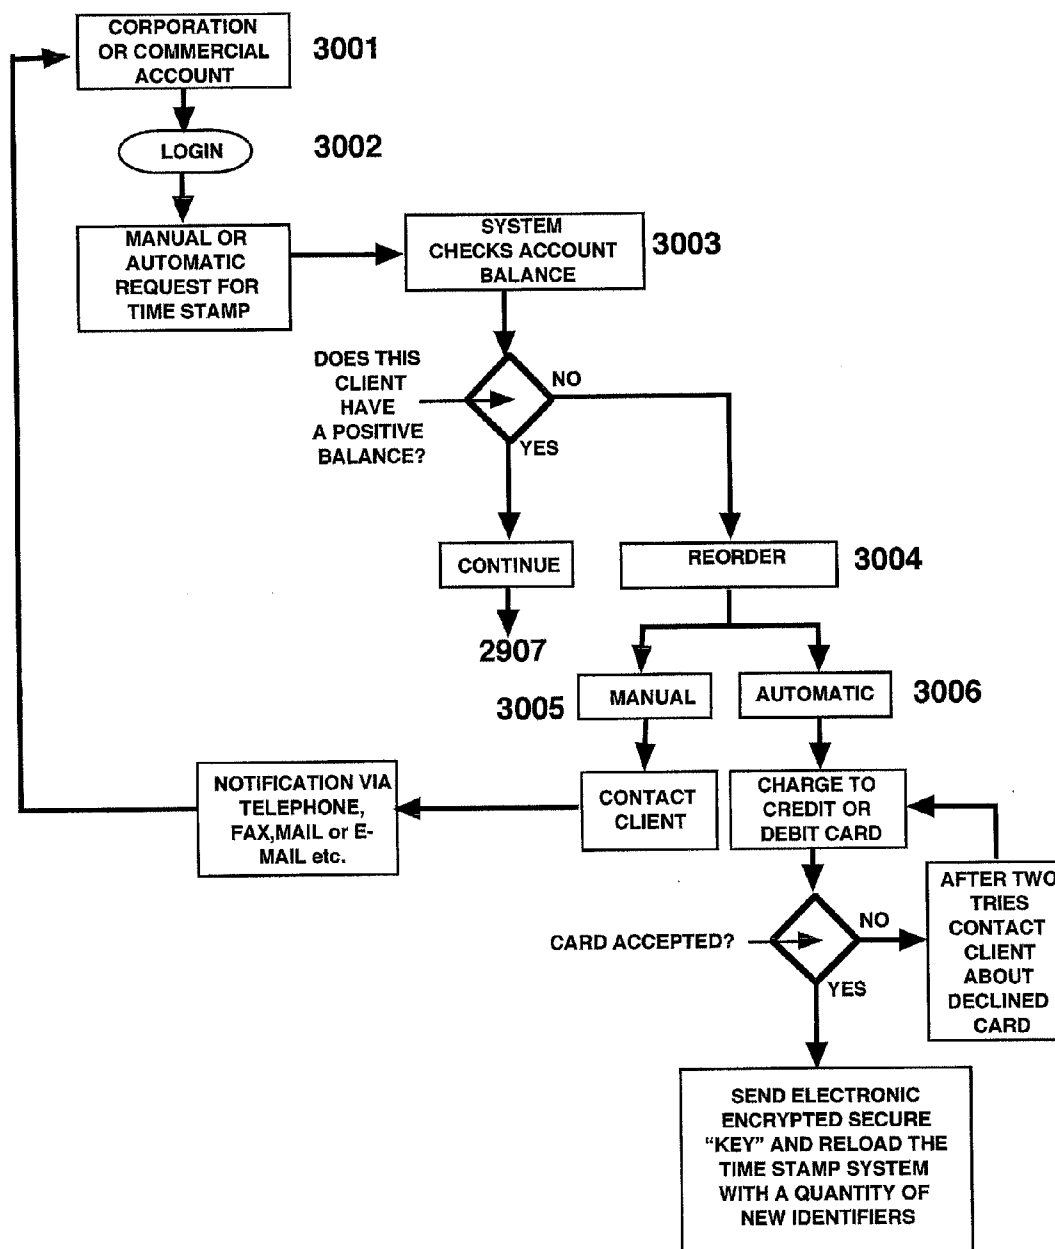 CORPORATION
OR COMMERCIAL
ACCOUNT
3001
LOGIN
3002
MANUAL OR
AUTOMATIC
REQUEST FOR
TIME STAMP
SYSTEM
CHECKS ACCOUNT
BALANCE
3003
DOES THIS
CLIENT
HAVE
A POSITIVE
BALANCE?
NO
YES
CONTINUE
2907
REORDER
3004
3005
MANUAL
AUTOMATIC
3006
NOTIFICATION VIA
TELEPHONE,
FAX,MAIL or E-
MAIL etc.
CONTACT
CLIENT
CHARGE TO
CREDIT OR
DEBIT CARD
CARD ACCEPTED?
NO
YES
AFTER TWO
TRIES
CONTACT
CLIENT
ABOUT
DECLINED
CARD
SEND ELECTRONIC
ENCRYPTED SECURE
“KEY” AND RELOAD THE
TIME STAMP SYSTEM
WITH A QUANTITY OF
NEW IDENTIFIERS